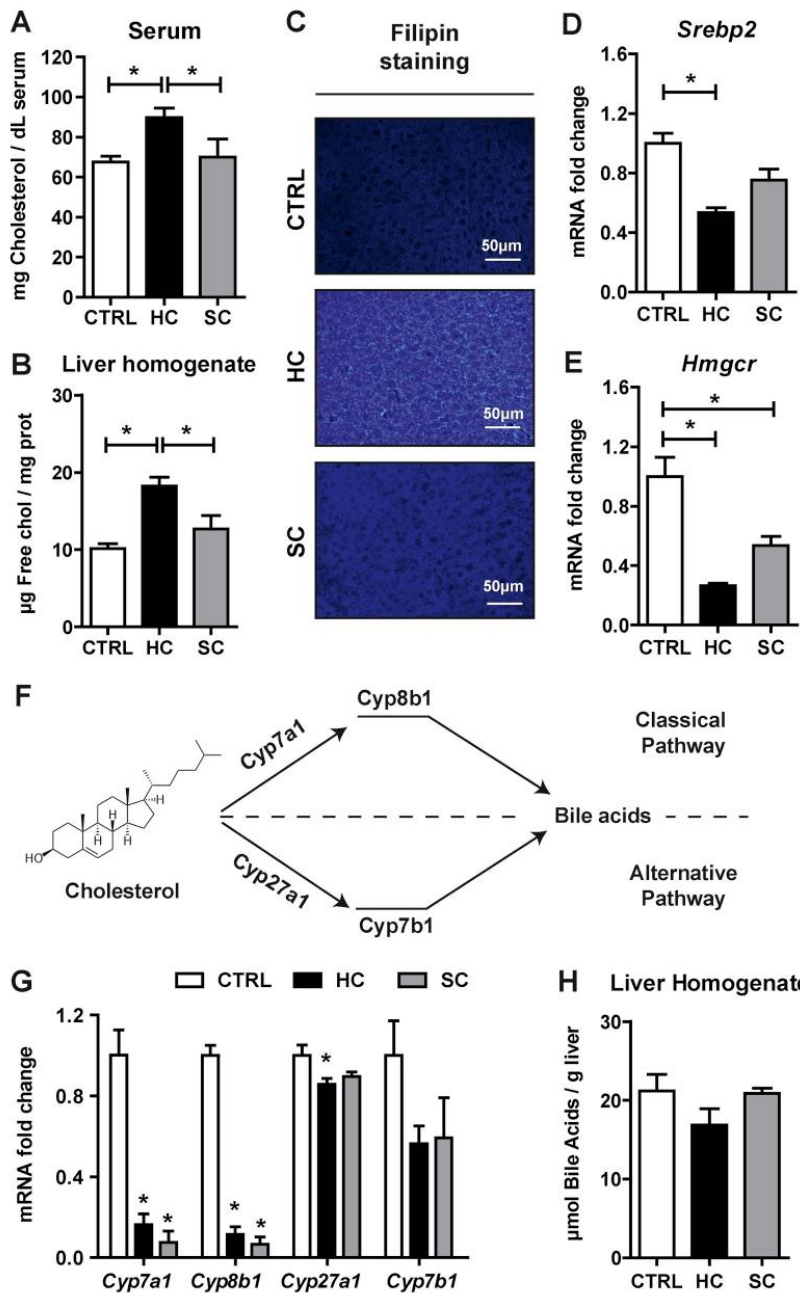 A
Serum
mg Cholesterol / dL serum
120
100
80
60
40
20
0
* *
CTRL HC SC
B
Liver homogenate
µg Free chol / mg prot
30
20
10
0
* *
CTRL HC SC
C
Filipin
staining
CTRL
50µm
HC
50µm
SC
50µm
D
Srebp2
mRNA fold change
1.6
1.2
0.8
0.4
0.0
*
CTRL HC SC
E
Hmgcr
mRNA fold change
1.6
1.2
0.8
0.4
0.0
*
*
CTRL HC SC
F
Cyp8b1
Cyp7a1
Classical
Pathway
H
H
H
H
HO
Cholesterol
Bile acids
Cyp27a1
Cyp7b1
Alternative
Pathway
G
CTRL HC SC
mRNA fold change
1.2
0.8
0.4
0.0
* * * * *
Cyp7a1 Cyp8b1 Cyp27a1 Cyp7b1
H
Liver Homogenate
µmol Bile Acids / g liver
30
20
10
0
CTRL HC SC